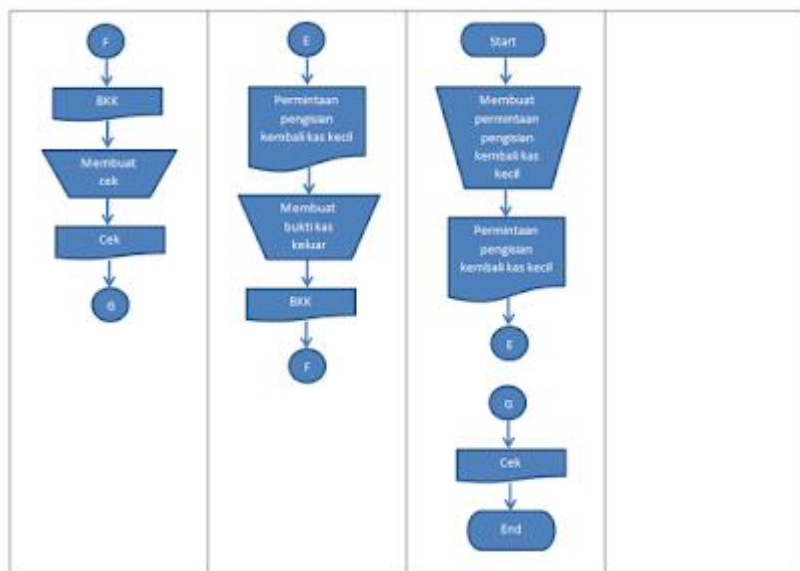 F
BKK
Membuat
cek
Cek
G
E
Permintaan
pengisian
kembali kas kecil
Membuat
bukti kas
keluar
BKK
F
Start
Membuat
permintaan
pengisian
kembali kas
kecil
Permintaan
pengisian
kembali kas kecil
E
G
Cek
End